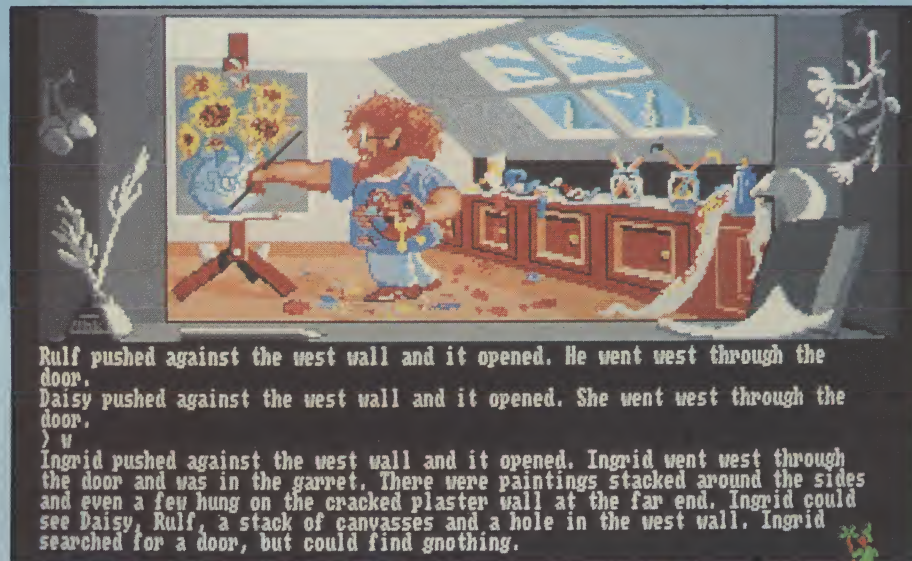 Rulf pushed against the west wall and it opened. He went west through the
door.
Daisy pushed against the west wall and it opened. She went west through the
door.
> w
Ingrid pushed against the west wall and it opened. Ingrid went west through
the door and was in the garret. There were paintings stacked around the sides
and even a few hung on the cracked plaster wall at the far end. Ingrid could
see Daisy, Rulf, a stack of canvasses and a hole in the west wall. Ingrid
searched for a door, but could find gnothing.